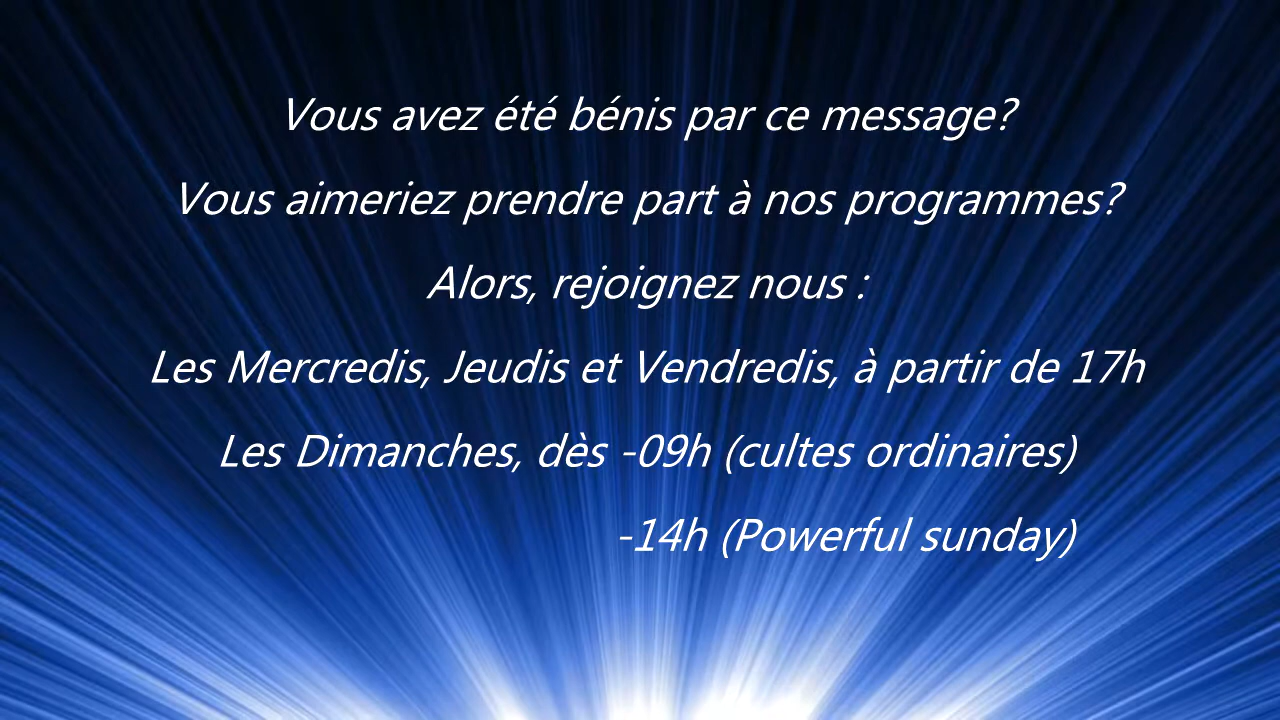 Vous avez été bénis par ce message?
Vous aimeriez prendre part à nos programmes?
Alors, rejoignez nous :
Les Mercredis, Jeudis et Vendredis, à partir de 17h
Les Dimanches, dès -09h (cultes ordinaires)
-14h (Powerful sunday)